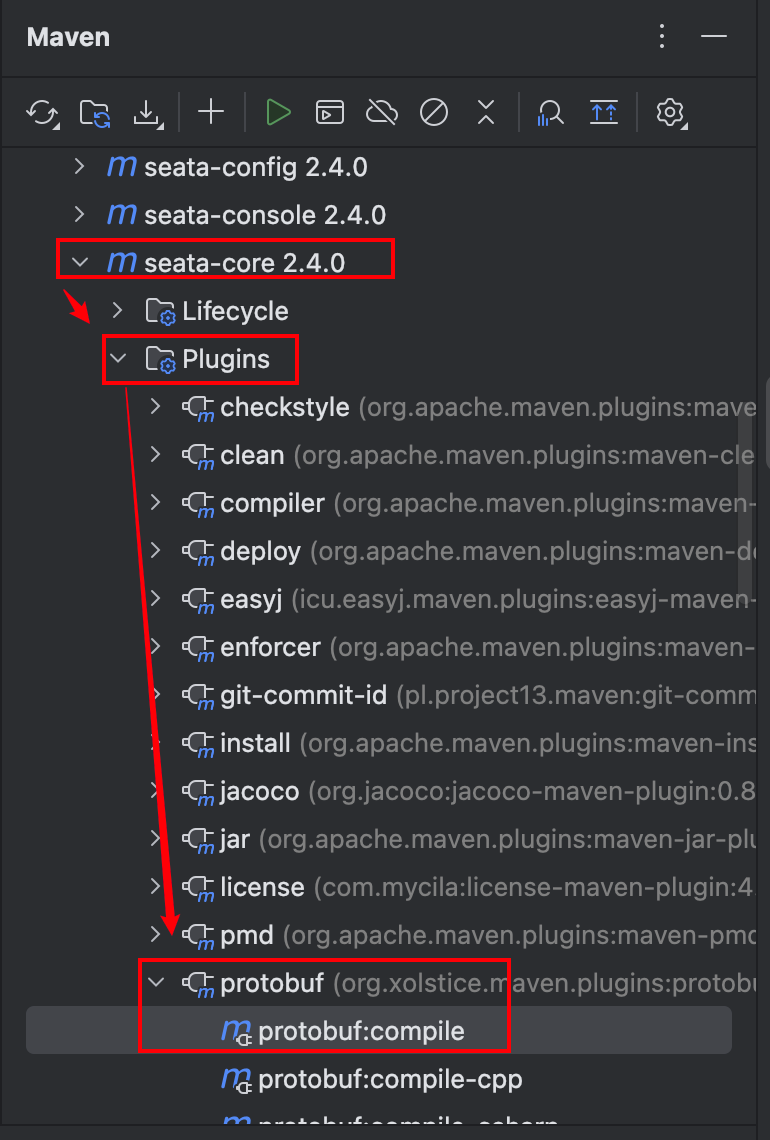 Maven
seata-config 2.4.0
seata-console 2.4.0
seata-core 2.4.0
Lifecycle
Plugins
checkstyle (org.apache.maven.plugins:mave
clean (org.apache.maven.plugins:maven-cle
compiler (org.apache.maven.plugins:maven-
deploy (org.apache.maven.plugins:maven-de
easyj (icu.easyj.maven.plugins:easyj-maven-
enforcer (org.apache.maven.plugins:maven-
git-commit-id (pl.project13.maven:git-comm
install (org.apache.maven.plugins:maven-ins
jacoco (org.jacoco:jacoco-maven-plugin:0.8
jar (org.apache.maven.plugins:maven-jar-plu
license (com.mycila:license-maven-plugin:4.
pmd (org.apache.maven.plugins:maven-pmd
protobuf (org.xolstice.maven.plugins:protobu
protobuf:compile
protobuf:compile-cpp